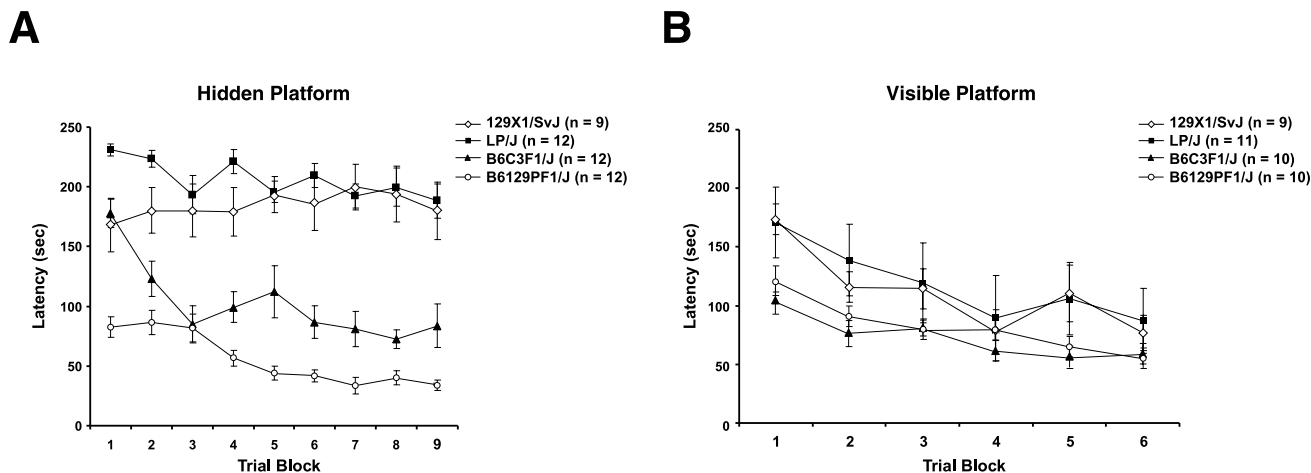 A
Hidden Platform
129X1/SvJ (n = 9)
LP/J (n = 12)
B6C3F1/J (n = 12)
B6129PF1/J (n = 12)
250
200
150
100
50
0
Latency (sec)
1 2 3 4 5 6 7 8 9
Trial Block
B
Visible Platform
129X1/SvJ (n = 9)
LP/J (n = 11)
B6C3F1/J (n = 10)
B6129PF1/J (n = 10)
250
200
150
100
50
0
Latency (sec)
1 2 3 4 5 6
Trial Block